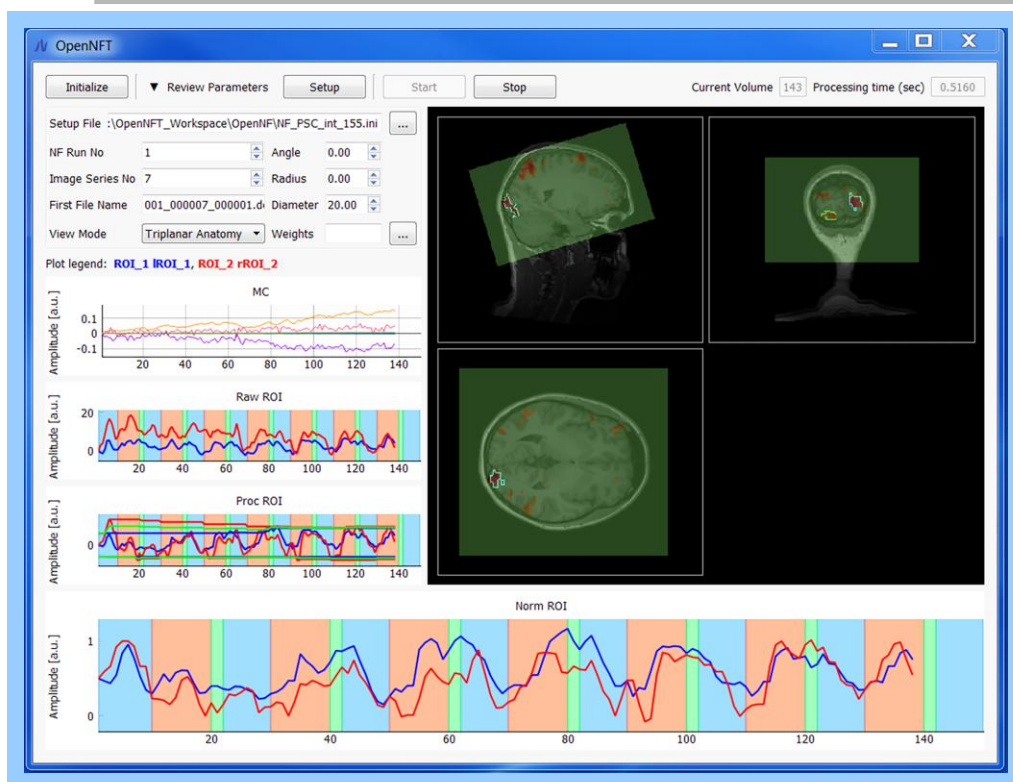 OpenNFT
Initialize ▼ Review Parameters Setup Start Stop Current Volume 143 Processing time (sec) 0.5160
Setup File :\OpenNFT_Workspace\OpenNF\NF_PSC_int_155.ini ...
NF Run No 1 Angle 0.00
Image Series No 7 Radius 0.00
First File Name 001_000007_000001.d Diameter 20.00
View Mode Triplanar Anatomy Weights ...
Plot legend: ROI_1 lROI_1, ROI_2 rROI_2
MC
Amplitude [a.u.]
0.1
0
-0.1
20 40 60 80 100 120 140
Raw ROI
Amplitude [a.u.]
20
0
20 40 60 80 100 120 140
Proc ROI
Amplitude [a.u.]
0
20 40 60 80 100 120 140
Norm ROI
Amplitude [a.u.]
1
0
20 40 60 80 100 120 140